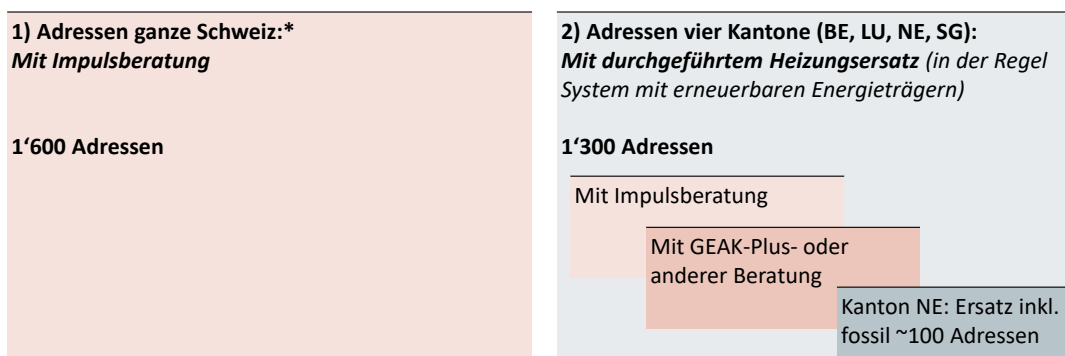 1) Adressen ganze Schweiz:*
Mit Impulsberatung
1‘600 Adressen
2) Adressen vier Kantone (BE, LU, NE, SG):
Mit durchgeführtem Heizungsersatz (in der Regel
System mit erneuerbaren Energieträgern)
1‘300 Adressen
Mit Impulsberatung
Mit GEAK-Plus- oder
anderer Beratung
Kanton NE: Ersatz inkl.
fossil ~100 Adressen